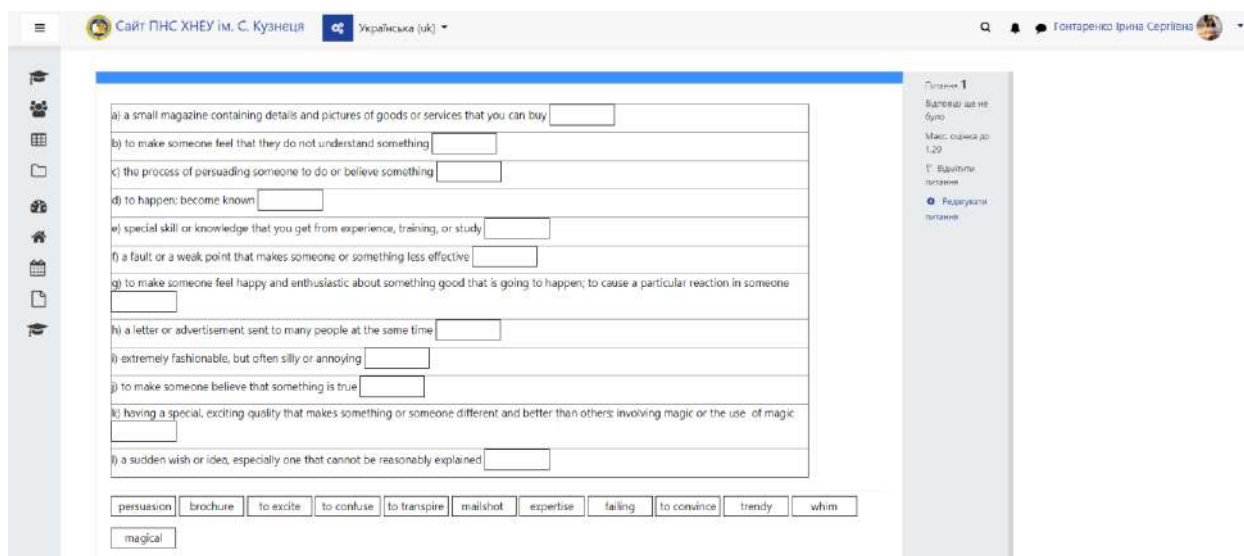 Сайт ПНС ХНЕУ ім. С. Кузнеця
Українська (uk)
Гонтаренко Ірина Сергіївна
a) a small magazine containing details and pictures of goods or services that you can buy
b) to make someone feel that they do not understand something
c) the process of persuading someone to do or believe something
d) to happen; become known
e) special skill or knowledge that you get from experience, training, or study
f) a fault or a weak point that makes someone or something less effective
g) to make someone feel happy and enthusiastic about something good that is going to happen; to cause a particular reaction in someone
h) a letter or advertisement sent to many people at the same time
i) extremely fashionable, but often silly or annoying
j) to make someone believe that something is true
k) having a special, exciting quality that makes something or someone different and better than others; involving magic or the use of magic
l) a sudden wish or idea, especially one that cannot be reasonably explained
persuasion brochure to excite to confuse to transpire mailshot expertise failing to convince trendy whim
magical
Питання 1
Відповіді ще не
було
Макс. оцінка до
1,20
Відмітити
питання
Редагувати
питання